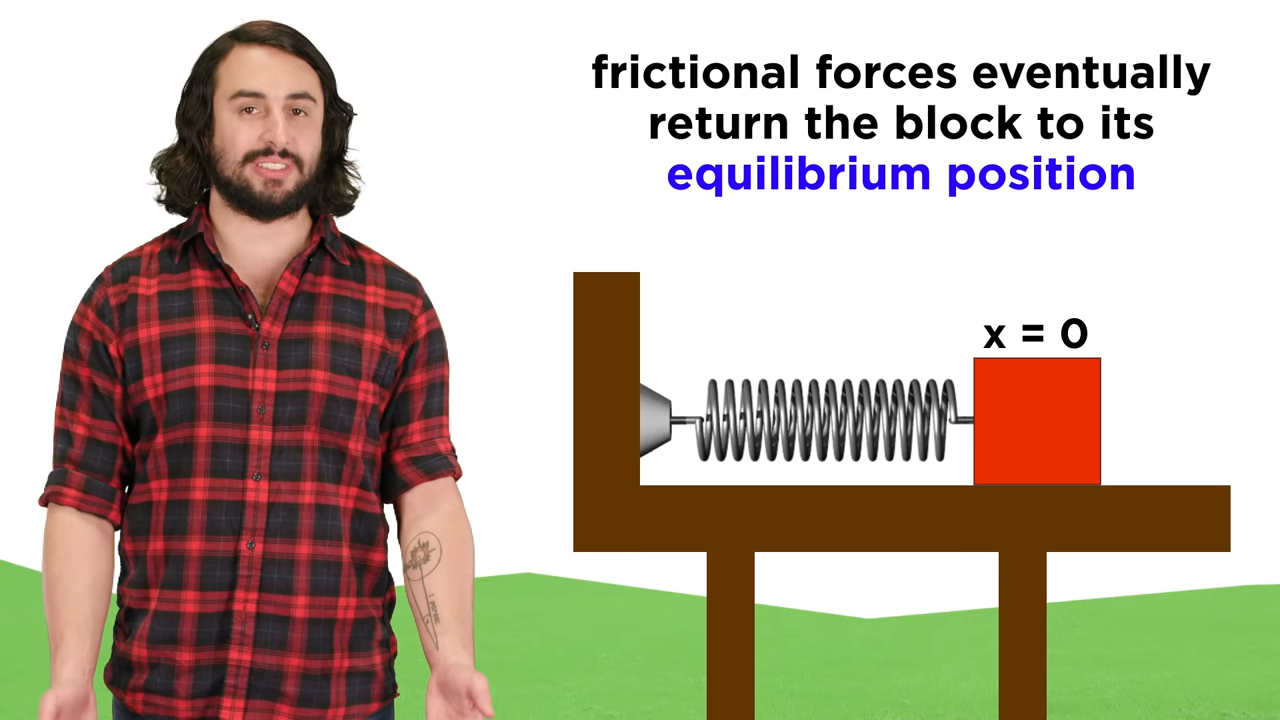 frictional forces eventually
return the block to its
equilibrium position
x = 0